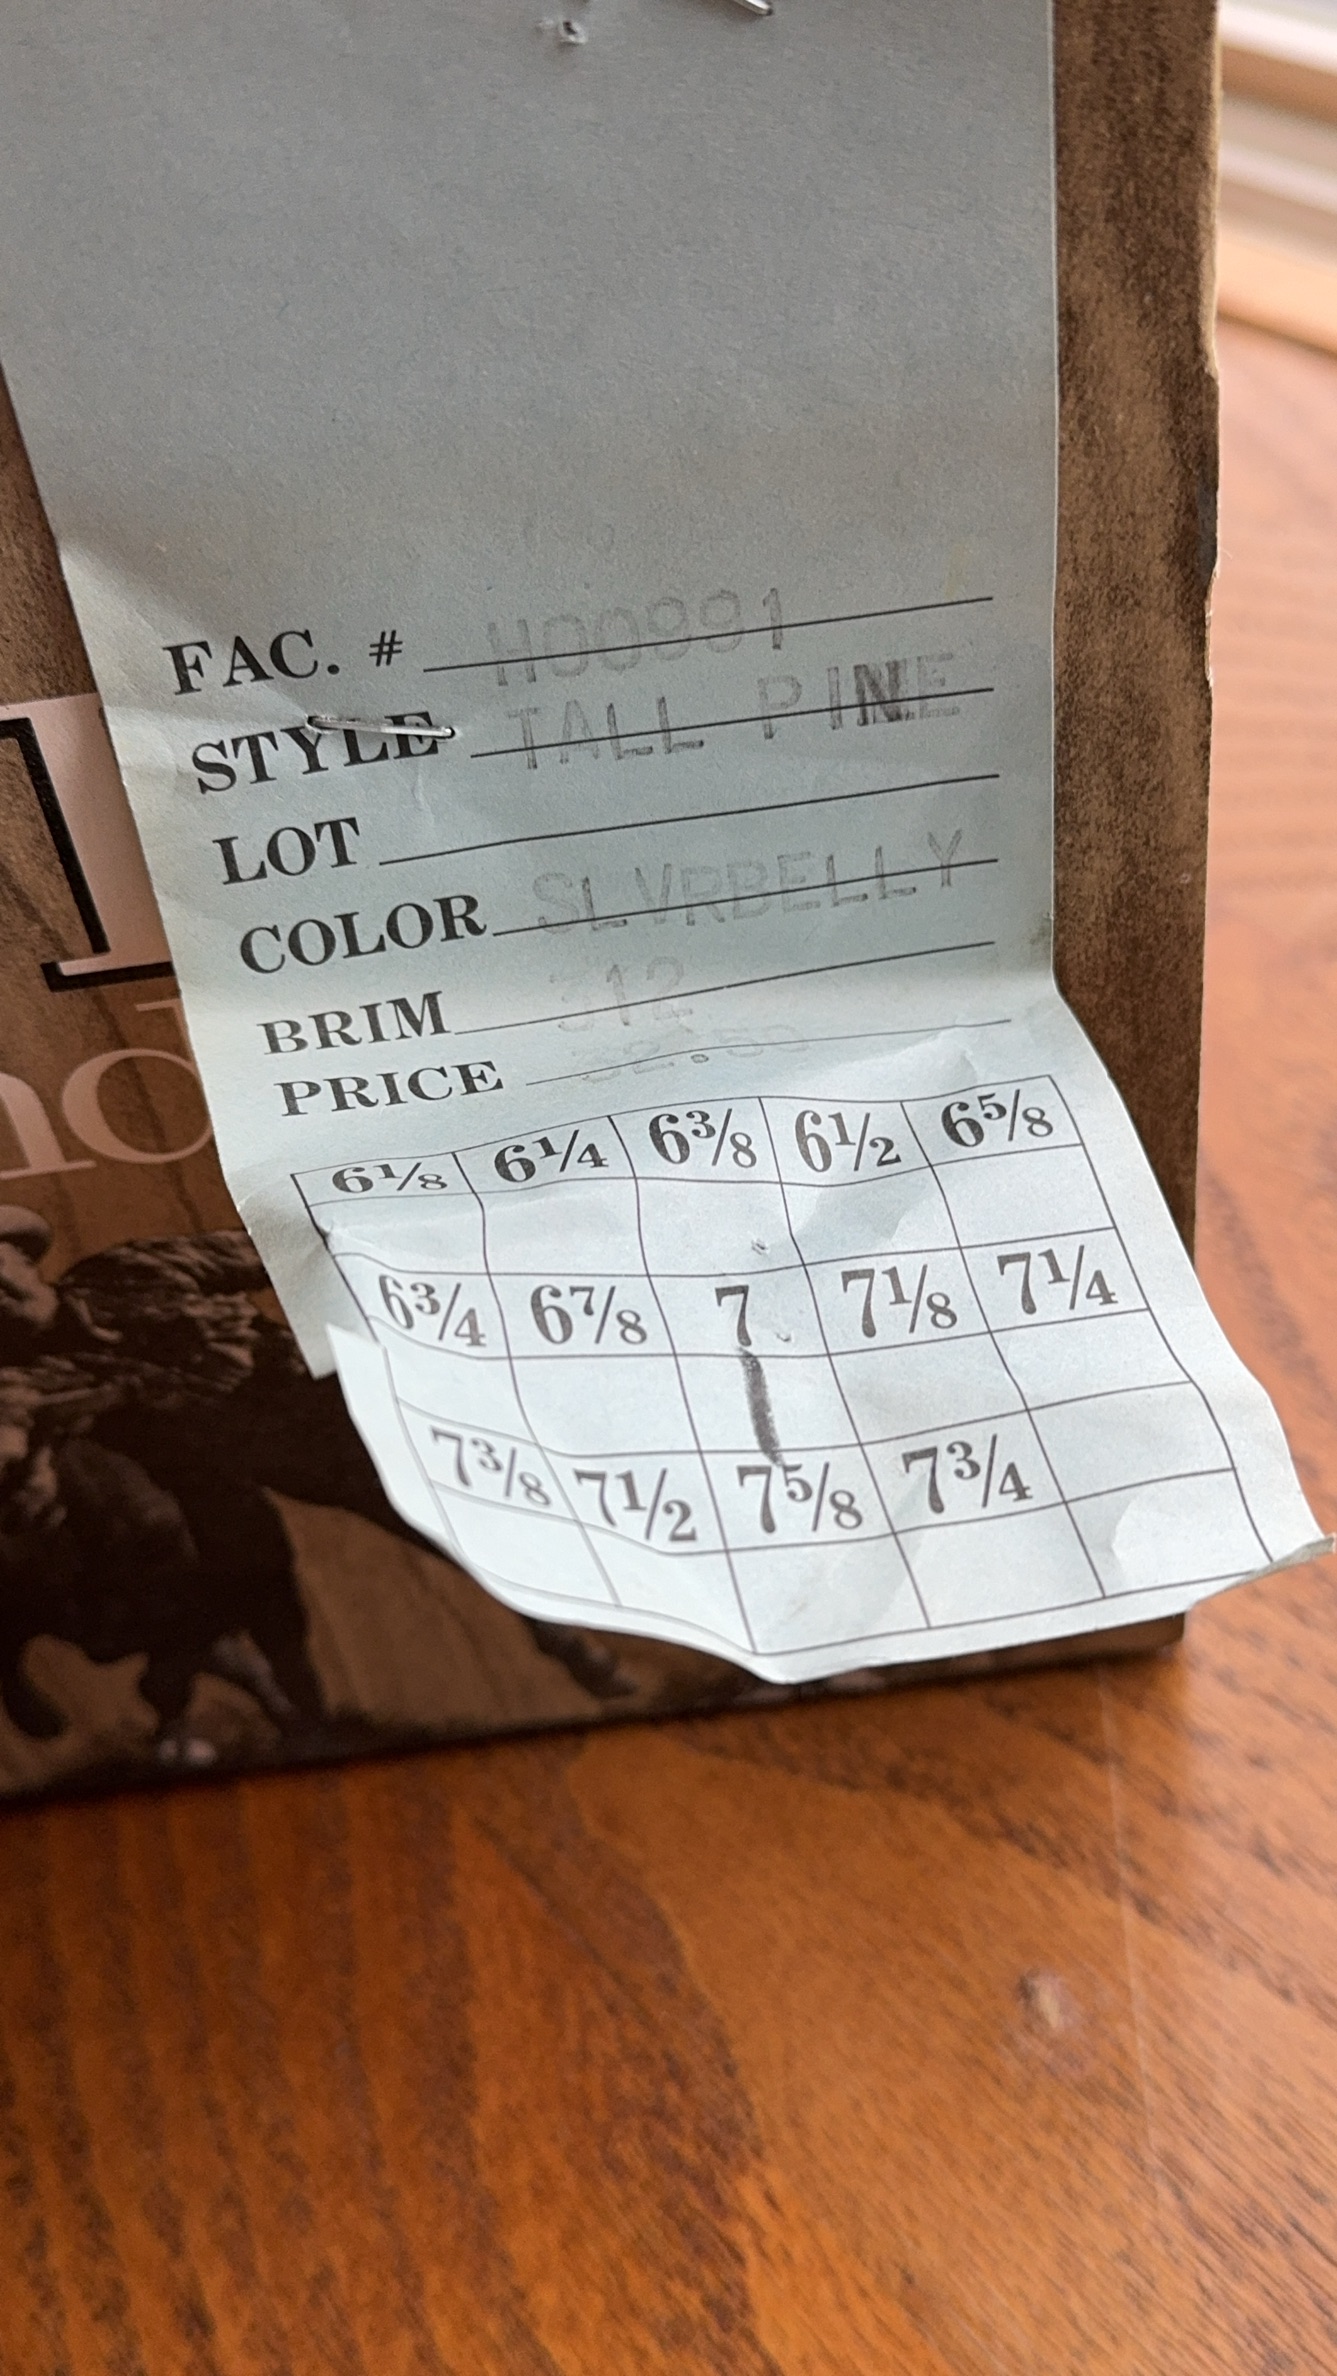 FAC. # H00991
STYLE TALL PINE
LOT
COLOR SLVRBELLY
BRIM 312
PRICE
6⅛ 6¼ 6⅜ 6½ 6⅝
6¾ 6⅞ 7 7⅛ 7¼
7⅜ 7½ 7⅝ 7¾